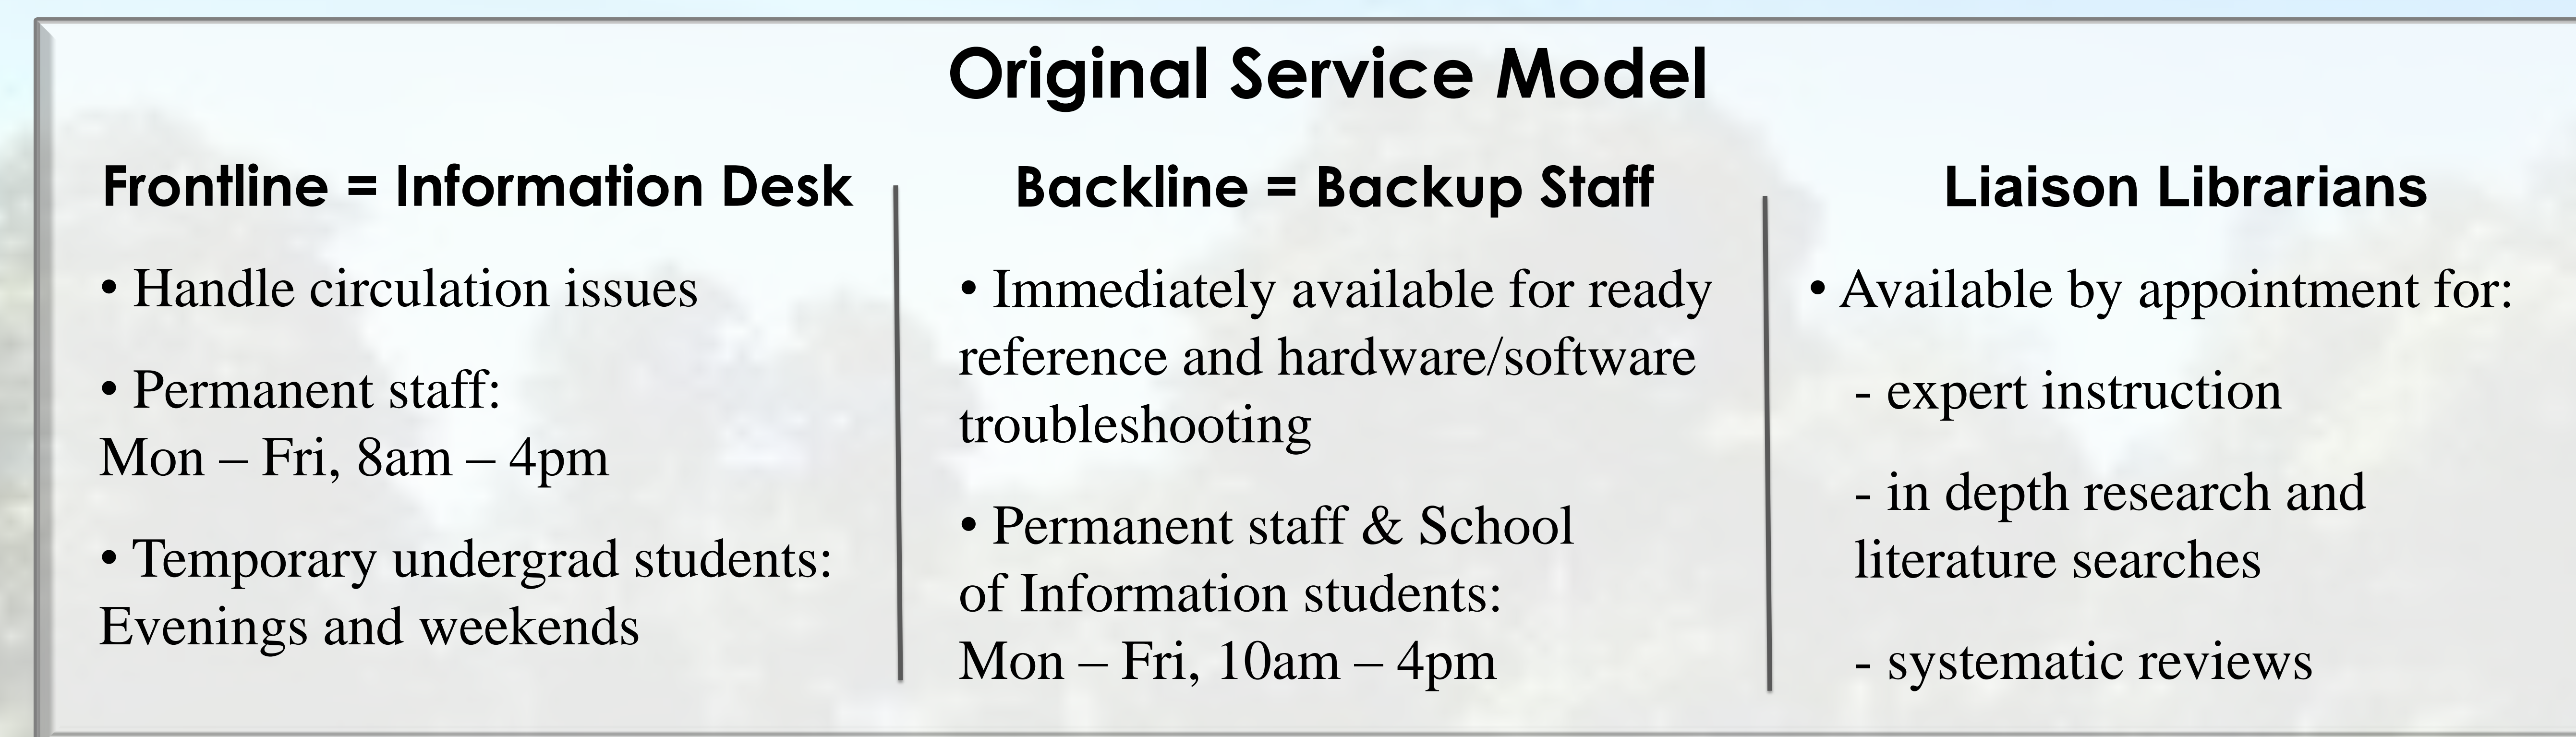 Original Service Model
Frontline = Information Desk
• Handle circulation issues
• Permanent staff:
Mon – Fri, 8am – 4pm
• Temporary undergrad students:
Evenings and weekends
Backline = Backup Staff
• Immediately available for ready
reference and hardware/software
troubleshooting
• Permanent staff & School
of Information students:
Mon – Fri, 10am – 4pm
Liaison Librarians
• Available by appointment for:
- expert instruction
- in depth research and
literature searches
- systematic reviews